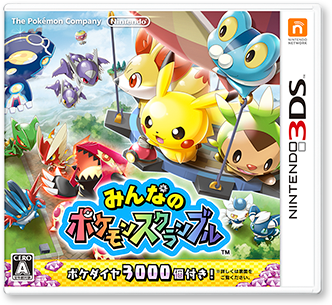 The Pokémon Company
Nintendo
NINTENDO
NETWORK
NINTENDO 3DS
みんなの
ポケモンスクランブル
TM
CERO
A
ポケダイヤ3000個付き!
※詳しくは裏面を
ご覧ください。